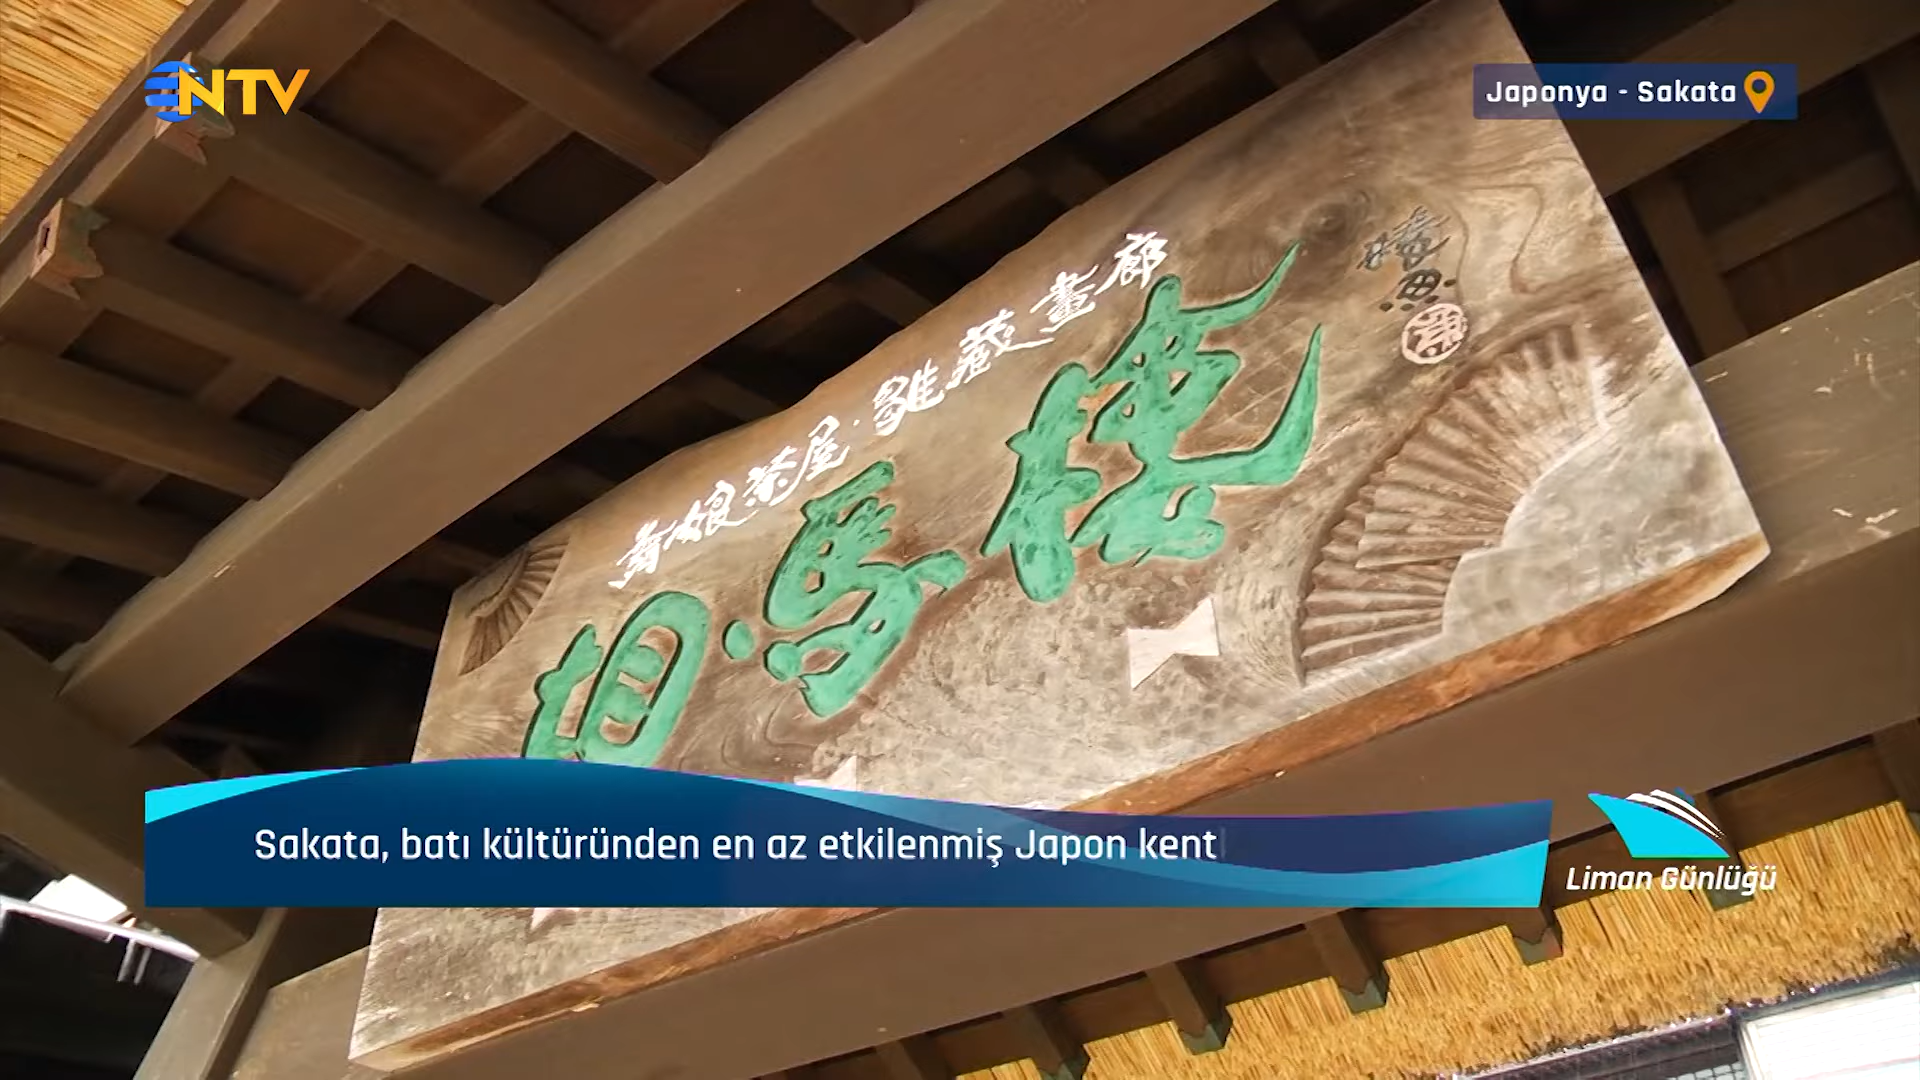 NTV
Japonya - Sakata
舞娘茶屋・雛蔵畫廊
相馬樓
Sakata, batı kültüründen en az etkilenmiş Japon kent
Liman Günlüğü